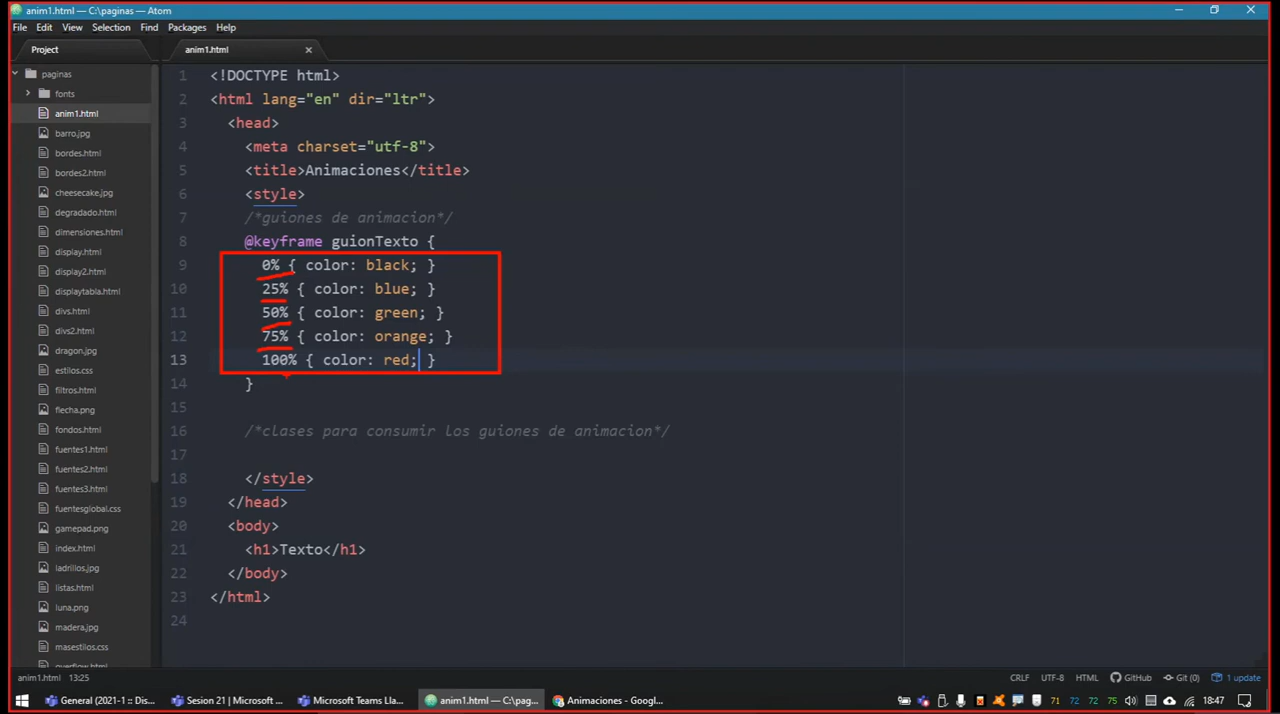 anim1.html — C:\paginas — Atom
File Edit View Selection Find Packages Help
Project
anim1.html
paginas
fonts
anim1.html
barro.jpg
bordes.html
bordes2.html
cheesecake.jpg
degradado.html
dimensiones.html
display.html
display2.html
displaytabla.html
divs.html
divs2.html
dragon.jpg
estilos.css
filtros.html
flecha.png
fondos.html
fuentes1.html
fuentes2.html
fuentes3.html
fuentesglobal.css
gamepad.png
index.html
ladrillos.jpg
listas.html
luna.png
madera.jpg
masestilos.css
overflow.html
1 <!DOCTYPE html>
2 <html lang="en" dir="ltr">
3 <head>
4 <meta charset="utf-8">
5 <title>Animaciones</title>
6 <style>
7 /*guiones de animacion*/
8 @keyframe guionTexto {
9 0% { color: black; }
10 25% { color: blue; }
11 50% { color: green; }
12 75% { color: orange; }
13 100% { color: red; }
14 }
15
16 /*clases para consumir los guiones de animacion*/
17
18 </style>
19 </head>
20 <body>
21 <h1>Texto</h1>
22 </body>
23 </html>
24
anim1.html 13:25
CRLF UTF-8 HTML GitHub Git (0) 1 update
General (2021-1 :: Dis...
Sesion 21 | Microsoft ...
Microsoft Teams Lla...
anim1.html — C:\pag...
Animaciones - Googl...
71 72 72 75 18:47